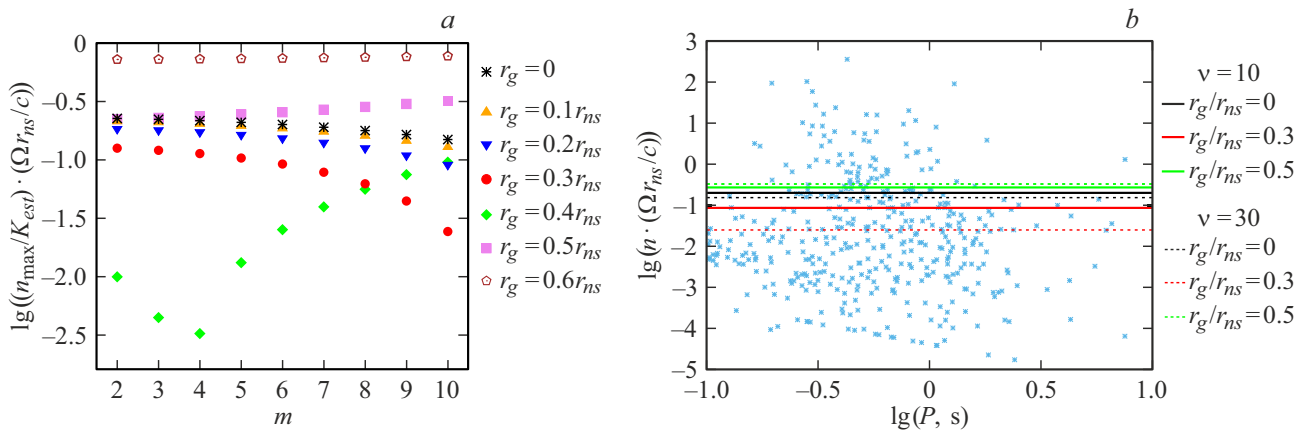 a
lg((n_max/K_est) · (Ωr_ns/c))
0
−0.5
−1.0
−1.5
−2.0
−2.5
2 3 4 5 6 7 8 9 10
m
r_g = 0
r_g = 0.1r_ns
r_g = 0.2r_ns
r_g = 0.3r_ns
r_g = 0.4r_ns
r_g = 0.5r_ns
r_g = 0.6r_ns
b
lg(n · (Ωr_ns/c))
3
2
1
0
−1
−2
−3
−4
−5
−1.0 −0.5 0 0.5 1.0
lg(P, s)
ν = 10
r_g/r_ns = 0
r_g/r_ns = 0.3
r_g/r_ns = 0.5
ν = 30
r_g/r_ns = 0
r_g/r_ns = 0.3
r_g/r_ns = 0.5